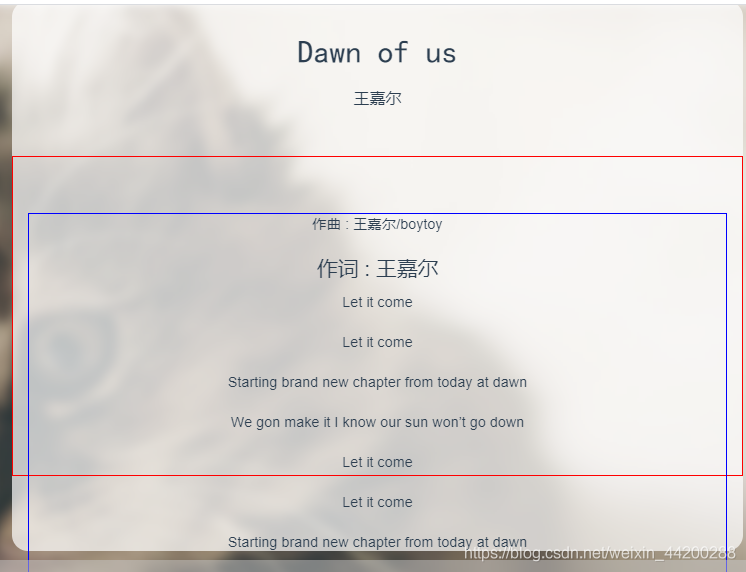 Dawn of us
王嘉尔
作曲 : 王嘉尔/boytoy
作词 : 王嘉尔
Let it come
Let it come
Starting brand new chapter from today at dawn
We gon make it I know our sun won’t go down
Let it come
Let it come
Starting brand new chapter from today at dawn
https://blog.csdn.net/weixin_44200288